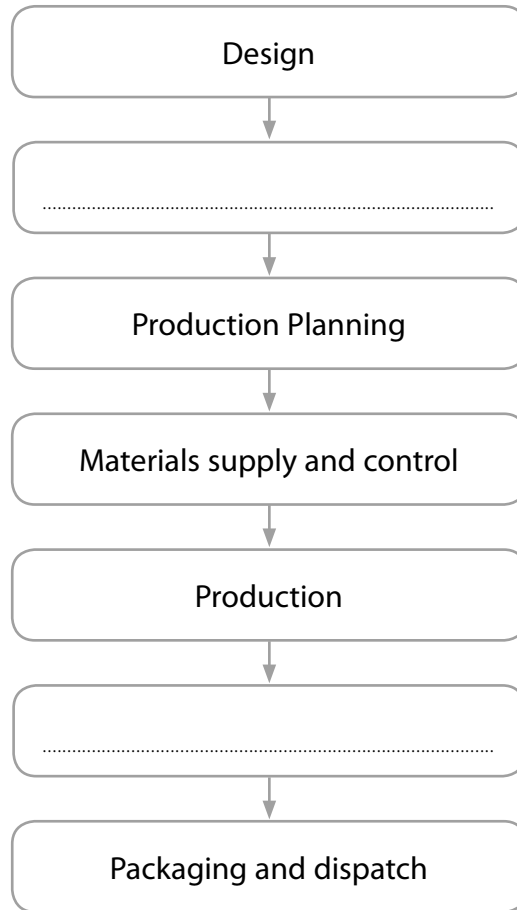 Design
Production Planning
Materials supply and control
Production
Packaging and dispatch